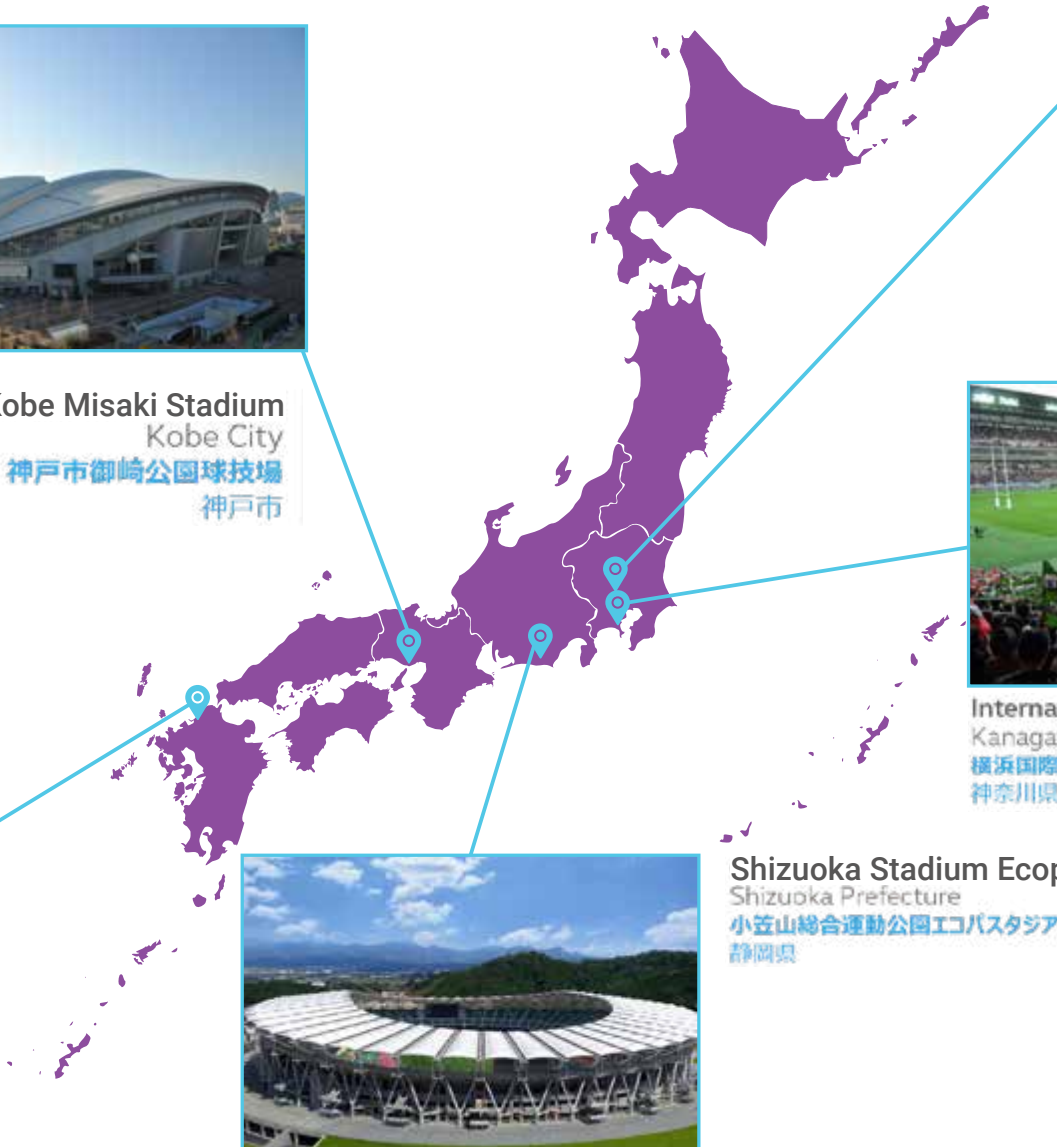 Kobe Misaki Stadium
Kobe City
神戸市御崎公園球技場
神戸市
Interna
Kanaga
横浜国際
神奈川県
Shizuoka Stadium Ecop
Shizuoka Prefecture
小笠山総合運動公園エコパスタジア
静岡県